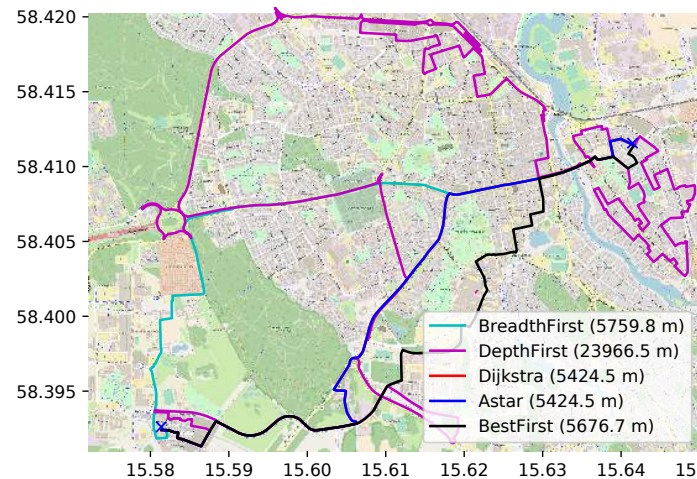 58.420
58.415
58.410
58.405
58.400
58.395
BreadthFirst (5759.8 m)
DepthFirst (23966.5 m)
Dijkstra (5424.5 m)
Astar (5424.5 m)
BestFirst (5676.7 m)
15.58 15.59 15.60 15.61 15.62 15.63 15.64 15